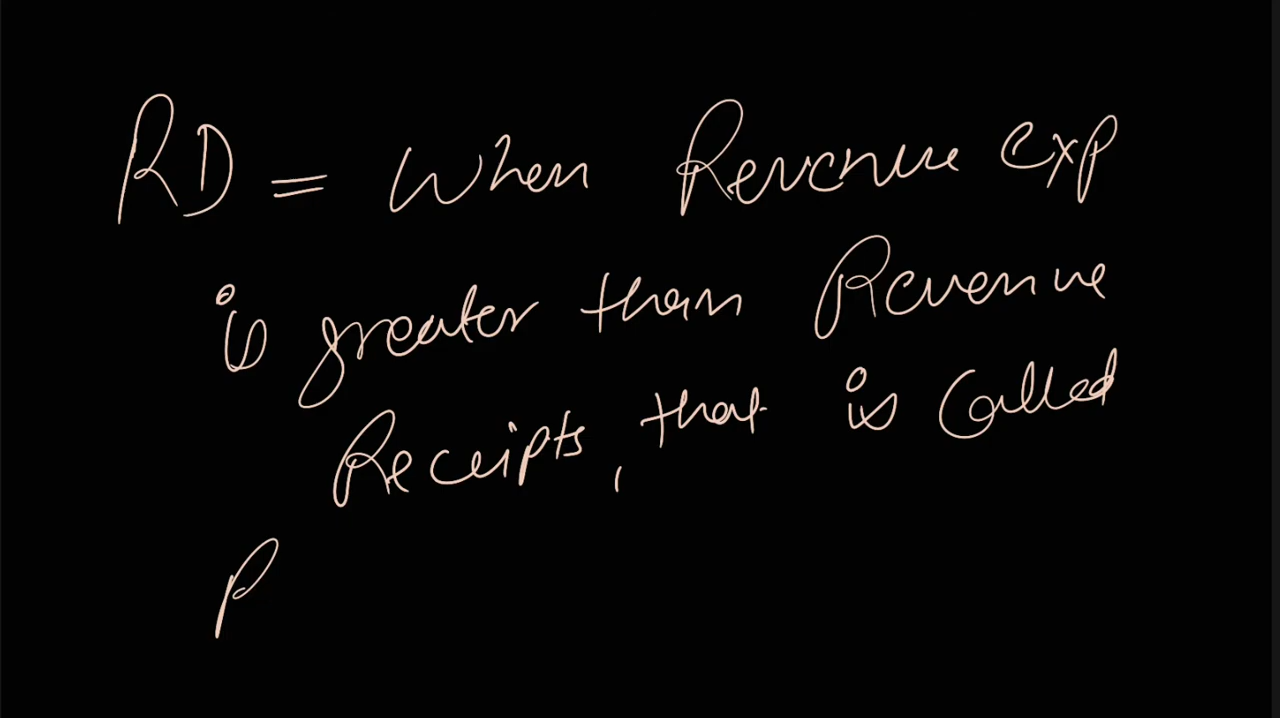 RD = When Revenue exp
is greater than Revenue
Receipts, that is called
R